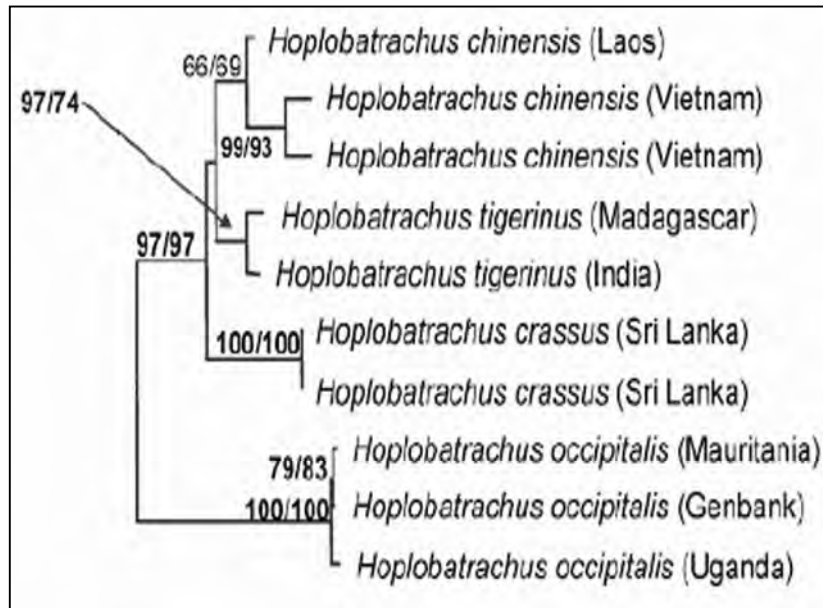 Hoplobatrachus chinensis (Laos)
66/69
97/74
Hoplobatrachus chinensis (Vietnam)
99/93
Hoplobatrachus chinensis (Vietnam)
Hoplobatrachus tigerinus (Madagascar)
97/97
Hoplobatrachus tigerinus (India)
Hoplobatrachus crassus (Sri Lanka)
100/100
Hoplobatrachus crassus (Sri Lanka)
Hoplobatrachus occipitalis (Mauritania)
79/83
Hoplobatrachus occipitalis (Genbank)
100/100
Hoplobatrachus occipitalis (Uganda)